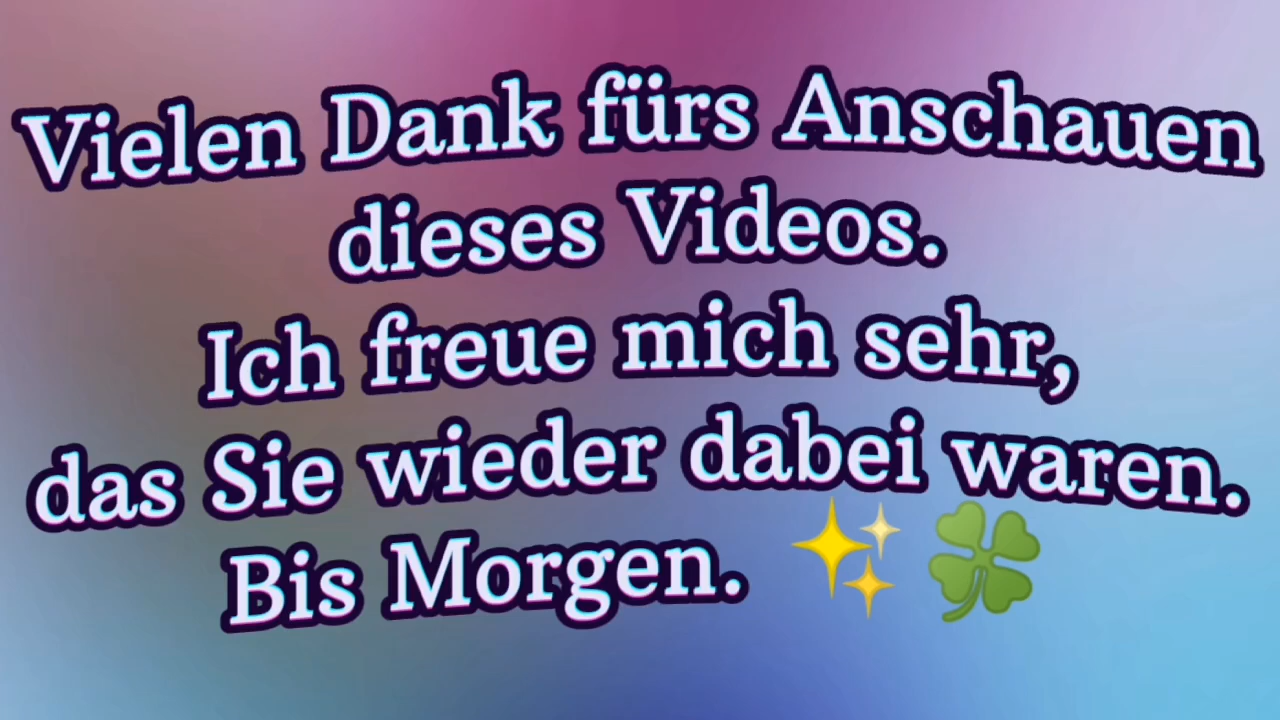 Vielen Dank fürs Anschauen
dieses Videos.
Ich freue mich sehr,
das Sie wieder dabei waren.
Bis Morgen. ✨🍀